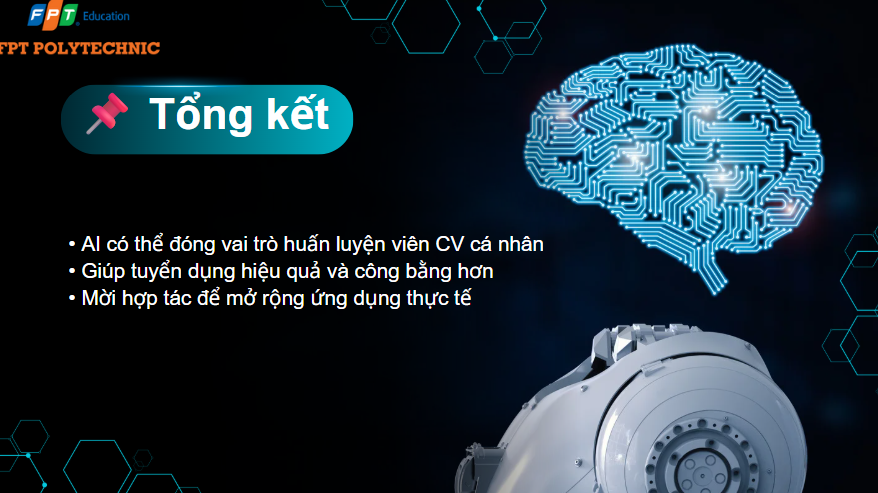 FPT Education
FPT POLYTECHNIC
Tổng kết
• AI có thể đóng vai trò huấn luyện viên CV cá nhân
• Giúp tuyển dụng hiệu quả và công bằng hơn
• Mời hợp tác để mở rộng ứng dụng thực tế